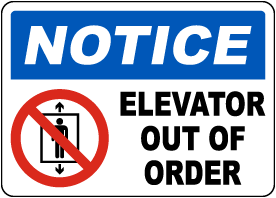 NOTICE
ELEVATOR
OUT OF
ORDER